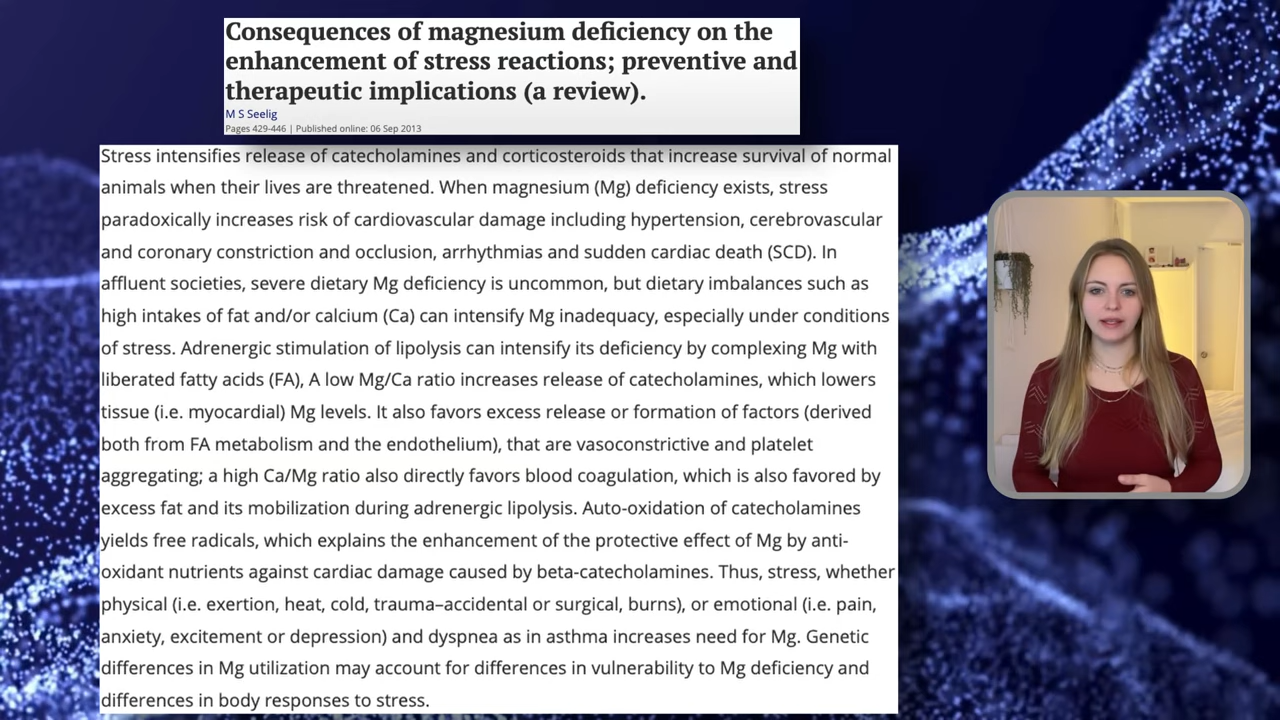 Consequences of magnesium deficiency on the
enhancement of stress reactions; preventive and
therapeutic implications (a review).
M S Seelig
Pages 429-446 | Published online: 06 Sep 2013
Stress intensifies release of catecholamines and corticosteroids that increase survival of normal
animals when their lives are threatened. When magnesium (Mg) deficiency exists, stress
paradoxically increases risk of cardiovascular damage including hypertension, cerebrovascular
and coronary constriction and occlusion, arrhythmias and sudden cardiac death (SCD). In
affluent societies, severe dietary Mg deficiency is uncommon, but dietary imbalances such as
high intakes of fat and/or calcium (Ca) can intensify Mg inadequacy, especially under conditions
of stress. Adrenergic stimulation of lipolysis can intensify its deficiency by complexing Mg with
liberated fatty acids (FA), A low Mg/Ca ratio increases release of catecholamines, which lowers
tissue (i.e. myocardial) Mg levels. It also favors excess release or formation of factors (derived
both from FA metabolism and the endothelium), that are vasoconstrictive and platelet
aggregating; a high Ca/Mg ratio also directly favors blood coagulation, which is also favored by
excess fat and its mobilization during adrenergic lipolysis. Auto-oxidation of catecholamines
yields free radicals, which explains the enhancement of the protective effect of Mg by anti-
oxidant nutrients against cardiac damage caused by beta-catecholamines. Thus, stress, whether
physical (i.e. exertion, heat, cold, trauma–accidental or surgical, burns), or emotional (i.e. pain,
anxiety, excitement or depression) and dyspnea as in asthma increases need for Mg. Genetic
differences in Mg utilization may account for differences in vulnerability to Mg deficiency and
differences in body responses to stress.